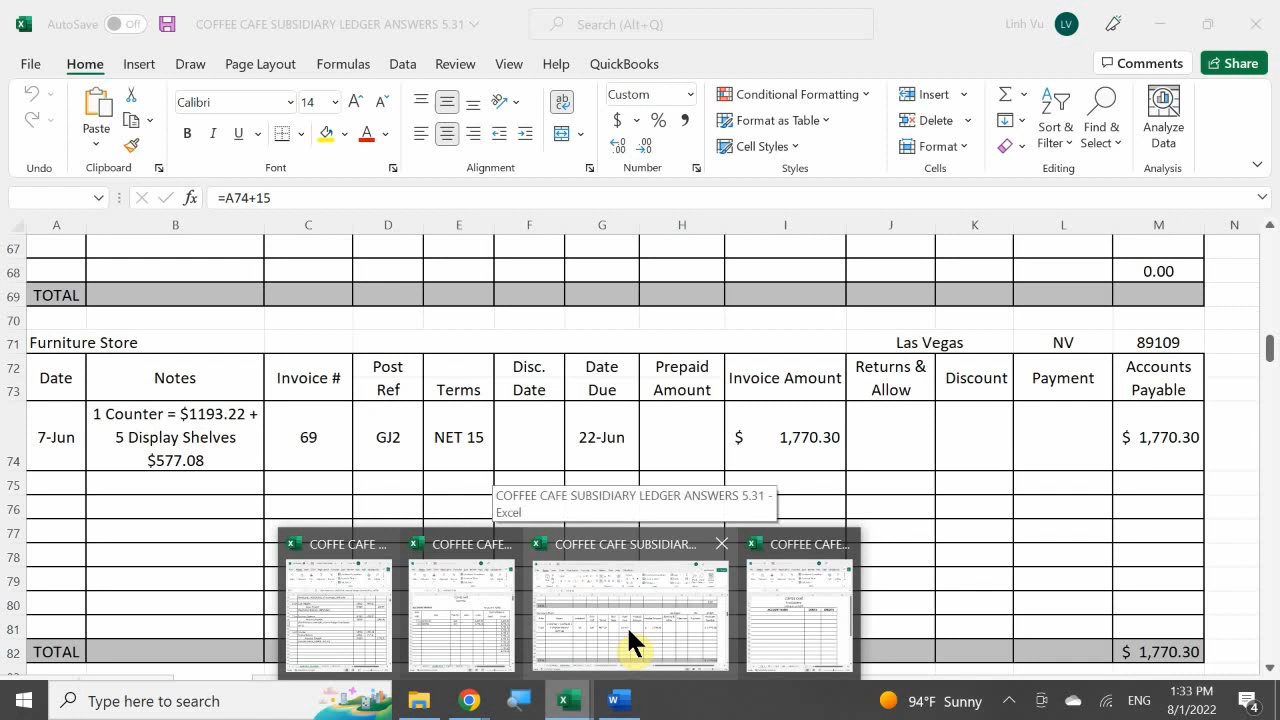 AutoSave Off COFFEE CAFE SUBSIDIARY LEDGER ANSWERS 5.31 Search (Alt+Q) Linh Vu LV
File Home Insert Draw Page Layout Formulas Data Review View Help QuickBooks Comments Share
Paste Calibri 14 Custom Conditional Formatting Format as Table Cell Styles Insert Delete Format Sort & Filter Find & Select Analyze Data
Undo Clipboard Font Alignment Number Styles Cells Editing Analysis
=A74+15
A B C D E F G H I J K L M N
67
68 0.00
69 TOTAL
70
71 Furniture Store Las Vegas NV 89109
72 Date Notes Invoice # Post Terms Disc. Date Prepaid Invoice Amount Returns & Discount Payment Accounts
73 Ref Date Due Amount Allow Payable
1 Counter = $1193.22 +
7-Jun 5 Display Shelves 69 GJ2 NET 15 22-Jun $ 1,770.30 $ 1,770.30
74 $577.08
75
76
77
78
79
80
81
82 TOTAL $ 1,770.30
COFFEE CAFE SUBSIDIARY LEDGER ANSWERS 5.31 -
Excel
COFFE CAFE ... COFFEE CAFE... COFFEE CAFE SUBSIDIAR... COFFEE CAFE...
Type here to search 94°F Sunny ENG 1:33 PM
8/1/2022 4